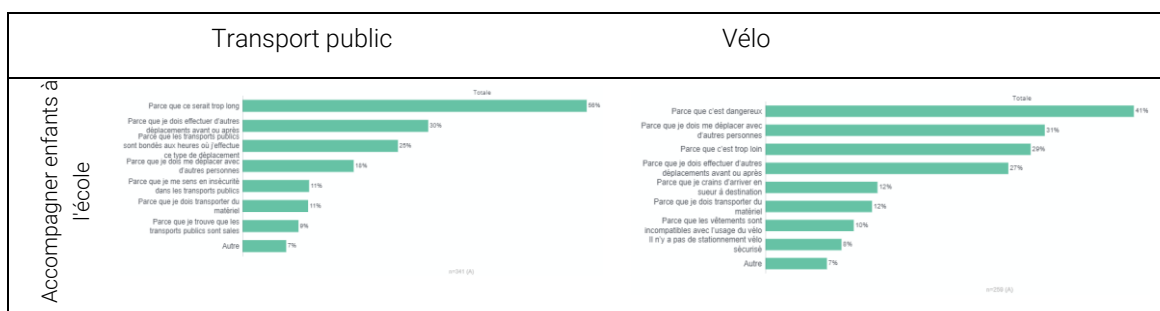 Transport public
Vélo
Accompagner enfants à
l'école
Totale
Parce que ce serait trop long
56%
Parce que je dois effectuer d'autres
déplacements avant ou après
30%
Parce que les transports publics
sont bondés aux heures où j'effectue
ce type de déplacement
25%
Parce que je dois me déplacer avec
d'autres personnes
18%
Parce que je me sens en insécurité
dans les transports publics
11%
Parce que je dois transporter du
matériel
11%
Parce que je trouve que les
transports publics sont sales
9%
Autre
7%
Totale
Parce que c'est dangereux
41%
Parce que je dois me déplacer avec
d'autres personnes
31%
Parce que c'est trop loin
29%
Parce que je dois effectuer d'autres
déplacements avant ou après
27%
Parce que je crains d'arriver en
sueur à destination
12%
Parce que je dois transporter du
matériel
12%
Parce que les vêtements sont
incompatibles avec l'usage du vélo
10%
Il n'y a pas de stationnement vélo
sécurisé
8%
Autre
7%